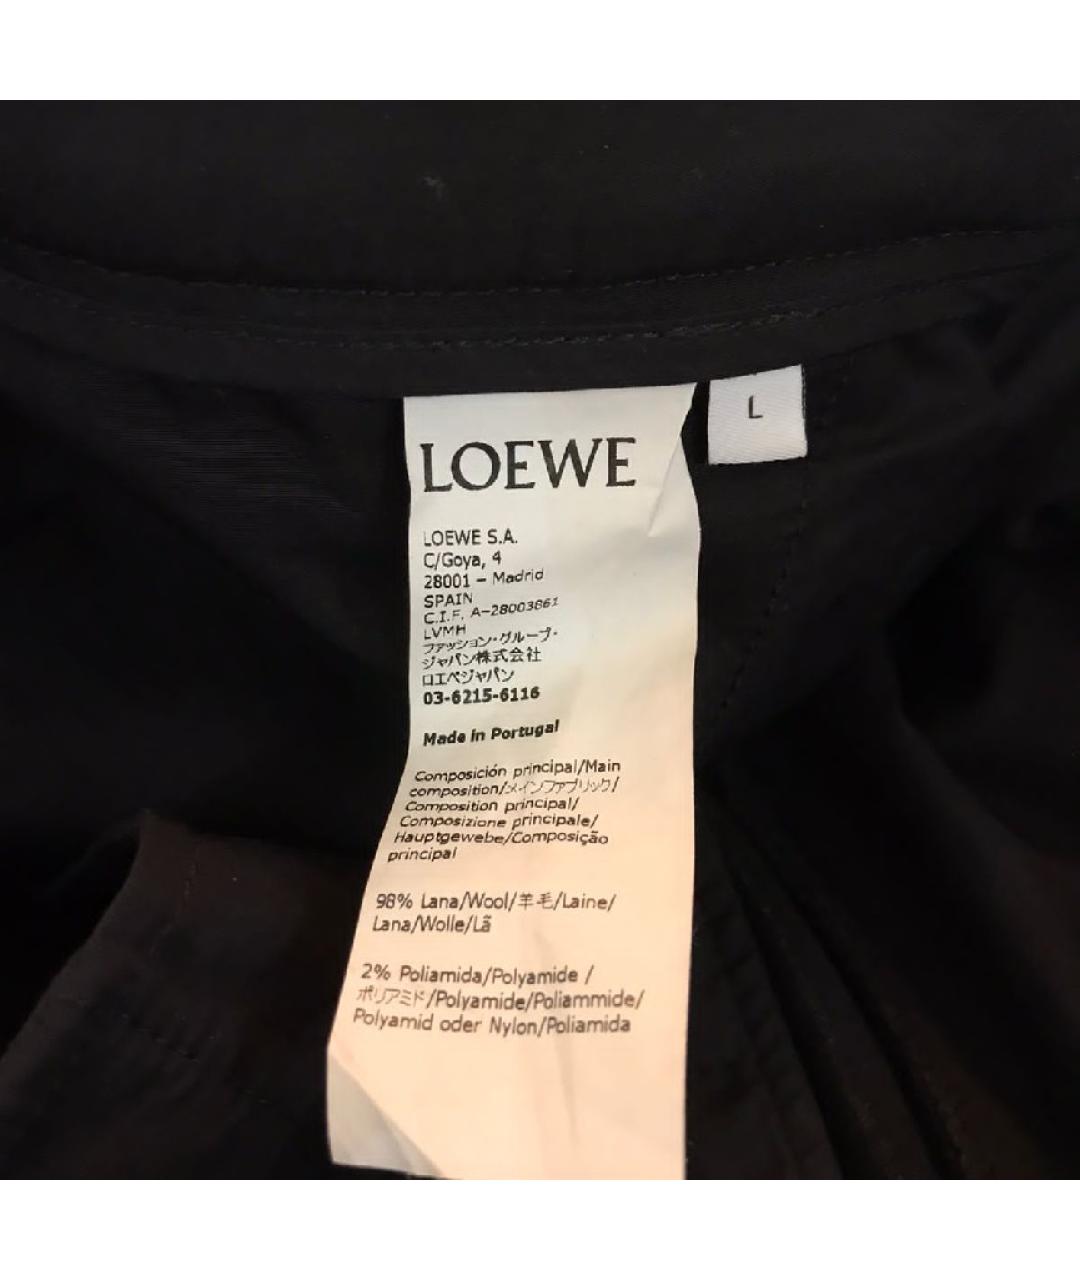 LOEWE
L
LOEWE S.A.
C/Goya, 4
28001 – Madrid
SPAIN
C.I.F. A-28003861
LVMH
ファッション・グループ・
ジャパン株式会社
ロエベジャパン
03-6215-6116
Made in Portugal
Composición principal/Main
composition/メインファブリック/
Composition principal/
Composizione principale/
Hauptgewebe/Composição
principal
98% Lana/Wool/羊毛/Laine/
Lana/Wolle/Lã
2% Poliamida/Polyamide /
ポリアミド/Polyamide/Poliammide/
Polyamid oder Nylon/Poliamida